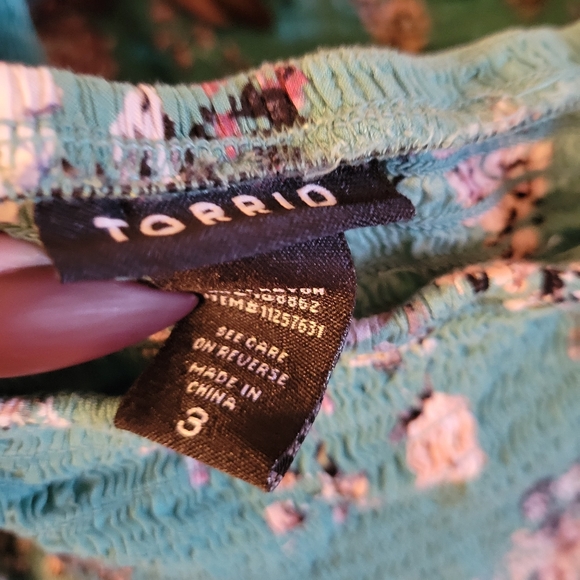 TORRID
ITEM#11257631
SEE CARE
ON REVERSE
MADE IN
CHINA
3